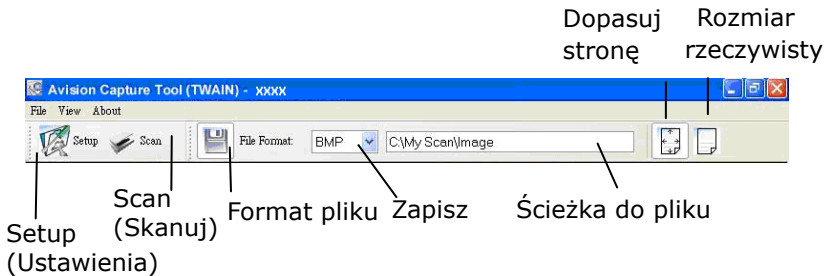 Dopasuj stronę
Rozmiar rzeczywisty
Avision Capture Tool (TWAIN) - xxxx
File View About
Setup Scan File Format: BMP C:\My Scan\Image
Setup (Ustawienia)
Scan (Skanuj)
Format pliku
Zapisz
Ścieżka do pliku